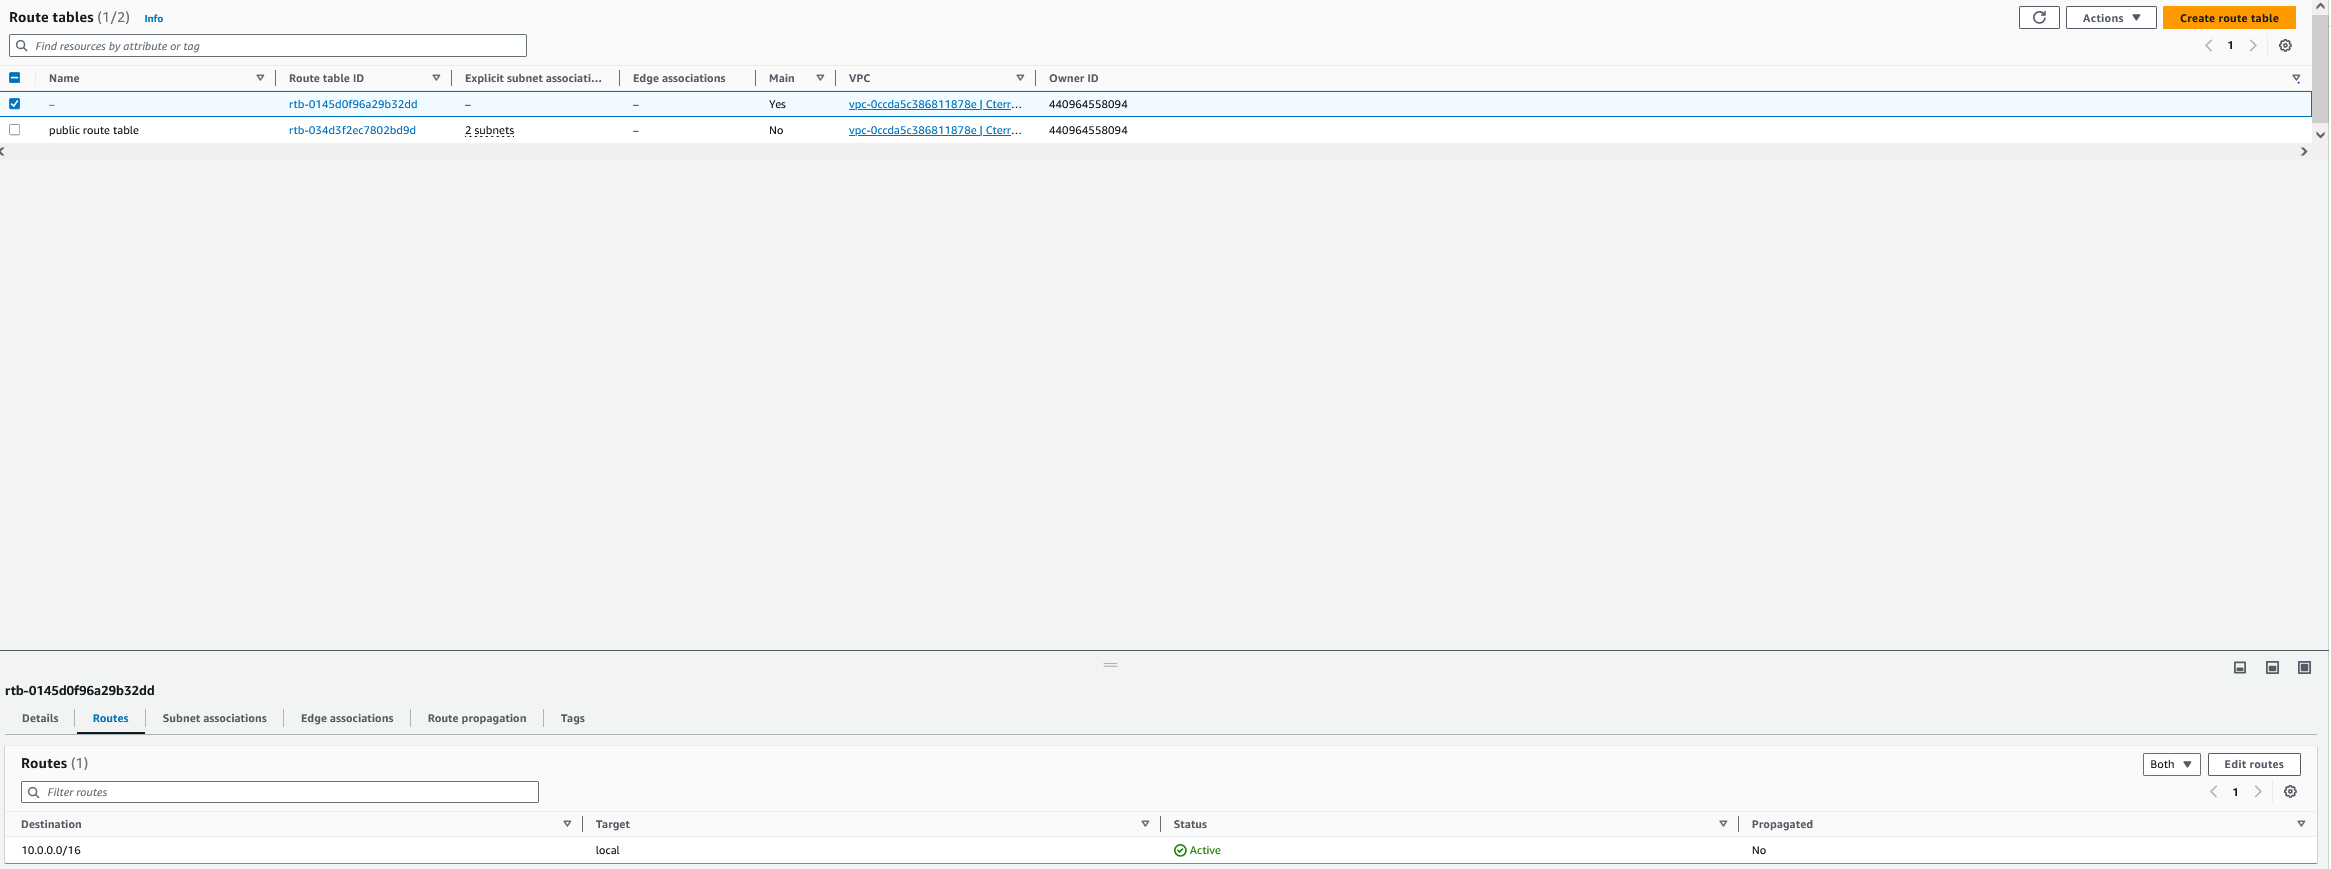 Route tables (1/2) Info
Actions
Create route table
Find resources by attribute or tag
1
Name Route table ID Explicit subnet associati... Edge associations Main VPC Owner ID
– rtb-0145d0f96a29b32dd – – Yes vpc-0ccda5c386811878e | Cterr... 440964558094
public route table rtb-034d3f2ec7802bd9d 2 subnets – No vpc-0ccda5c386811878e | Cterr... 440964558094
rtb-0145d0f96a29b32dd
Details Routes Subnet associations Edge associations Route propagation Tags
Routes (1)
Both Edit routes
Filter routes
1
Destination Target Status Propagated
10.0.0.0/16 local Active No